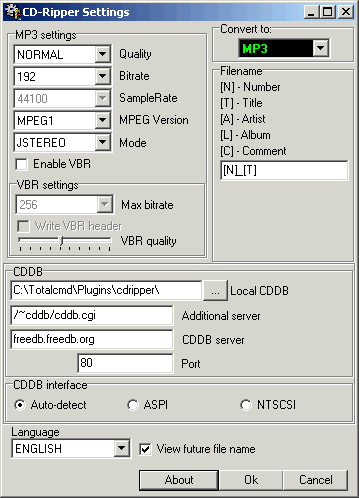 CD-Ripper Settings
MP3 settings
NORMAL Quality
192 Bitrate
44100 SampleRate
MPEG1 MPEG Version
JSTEREO Mode
Enable VBR
VBR settings
256 Max bitrate
Write VBR header
VBR quality
Convert to:
MP3
Filename
[N] - Number
[T] - Title
[A] - Artist
[L] - Album
[C] - Comment
[N]_[T]
CDDB
C:\Totalcmd\Plugins\cdripper\ ... Local CDDB
/~cddb/cddb.cgi Additional server
freedb.freedb.org CDDB server
80 Port
CDDB interface
Auto-detect ASPI NTSCSI
Language
ENGLISH View future file name
About Ok Cancel